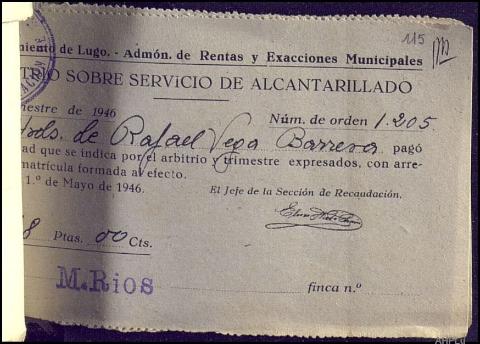 115
miento de Lugo. - Admón. de Rentas y Exacciones Municipales
TRIO SOBRE SERVICIO DE ALCANTARILLADO
mestre de 1946
Núm. de orden 1.205
Hrds. de Rafael Vega Barrera pagó
ad que se indica por el arbitrio y trimestre expresados, con arre-
matrícula formada al efecto.
1.º de Mayo de 1946.
El Jefe de la Sección de Recaudación.
8 Ptas. 00 Cts.
M.Rios
finca n.º
AHPLU